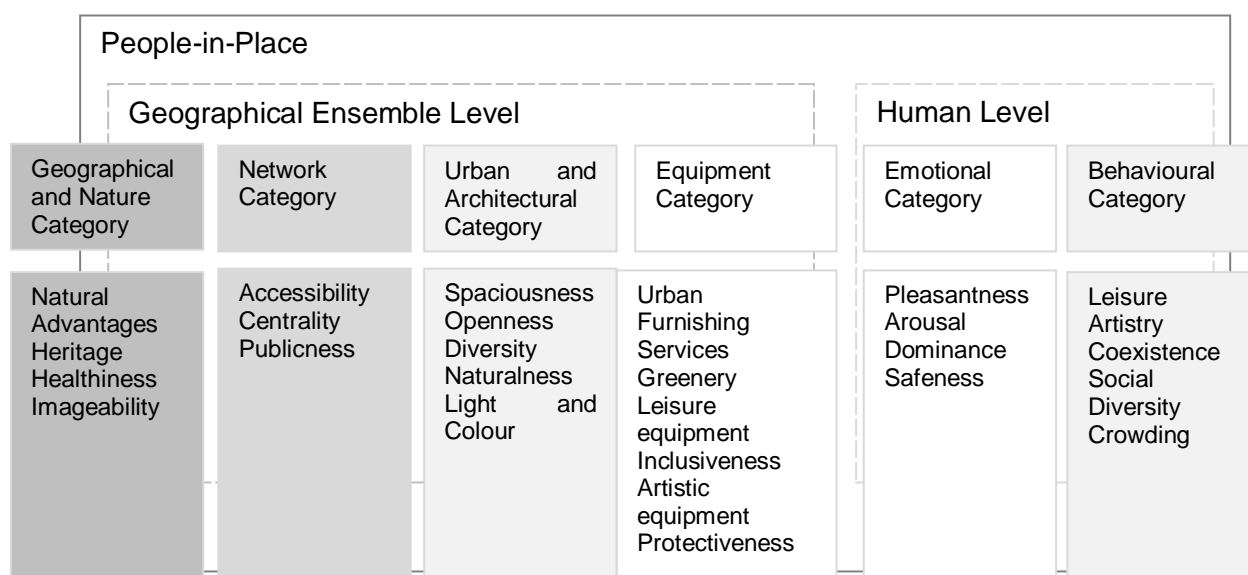 People-in-Place
Geographical Ensemble Level
Human Level
Geographical
and Nature
Category
Network
Category
Urban and
Architectural
Category
Equipment
Category
Emotional
Category
Behavioural
Category
Natural
Advantages
Heritage
Healthiness
Imageability
Accessibility
Centrality
Publicness
Spaciousness
Openness
Diversity
Naturalness
Light and
Colour
Urban
Furnishing
Services
Greenery
Leisure
equipment
Inclusiveness
Artistic
equipment
Protectiveness
Pleasantness
Arousal
Dominance
Safeness
Leisure
Artistry
Coexistence
Social
Diversity
Crowding